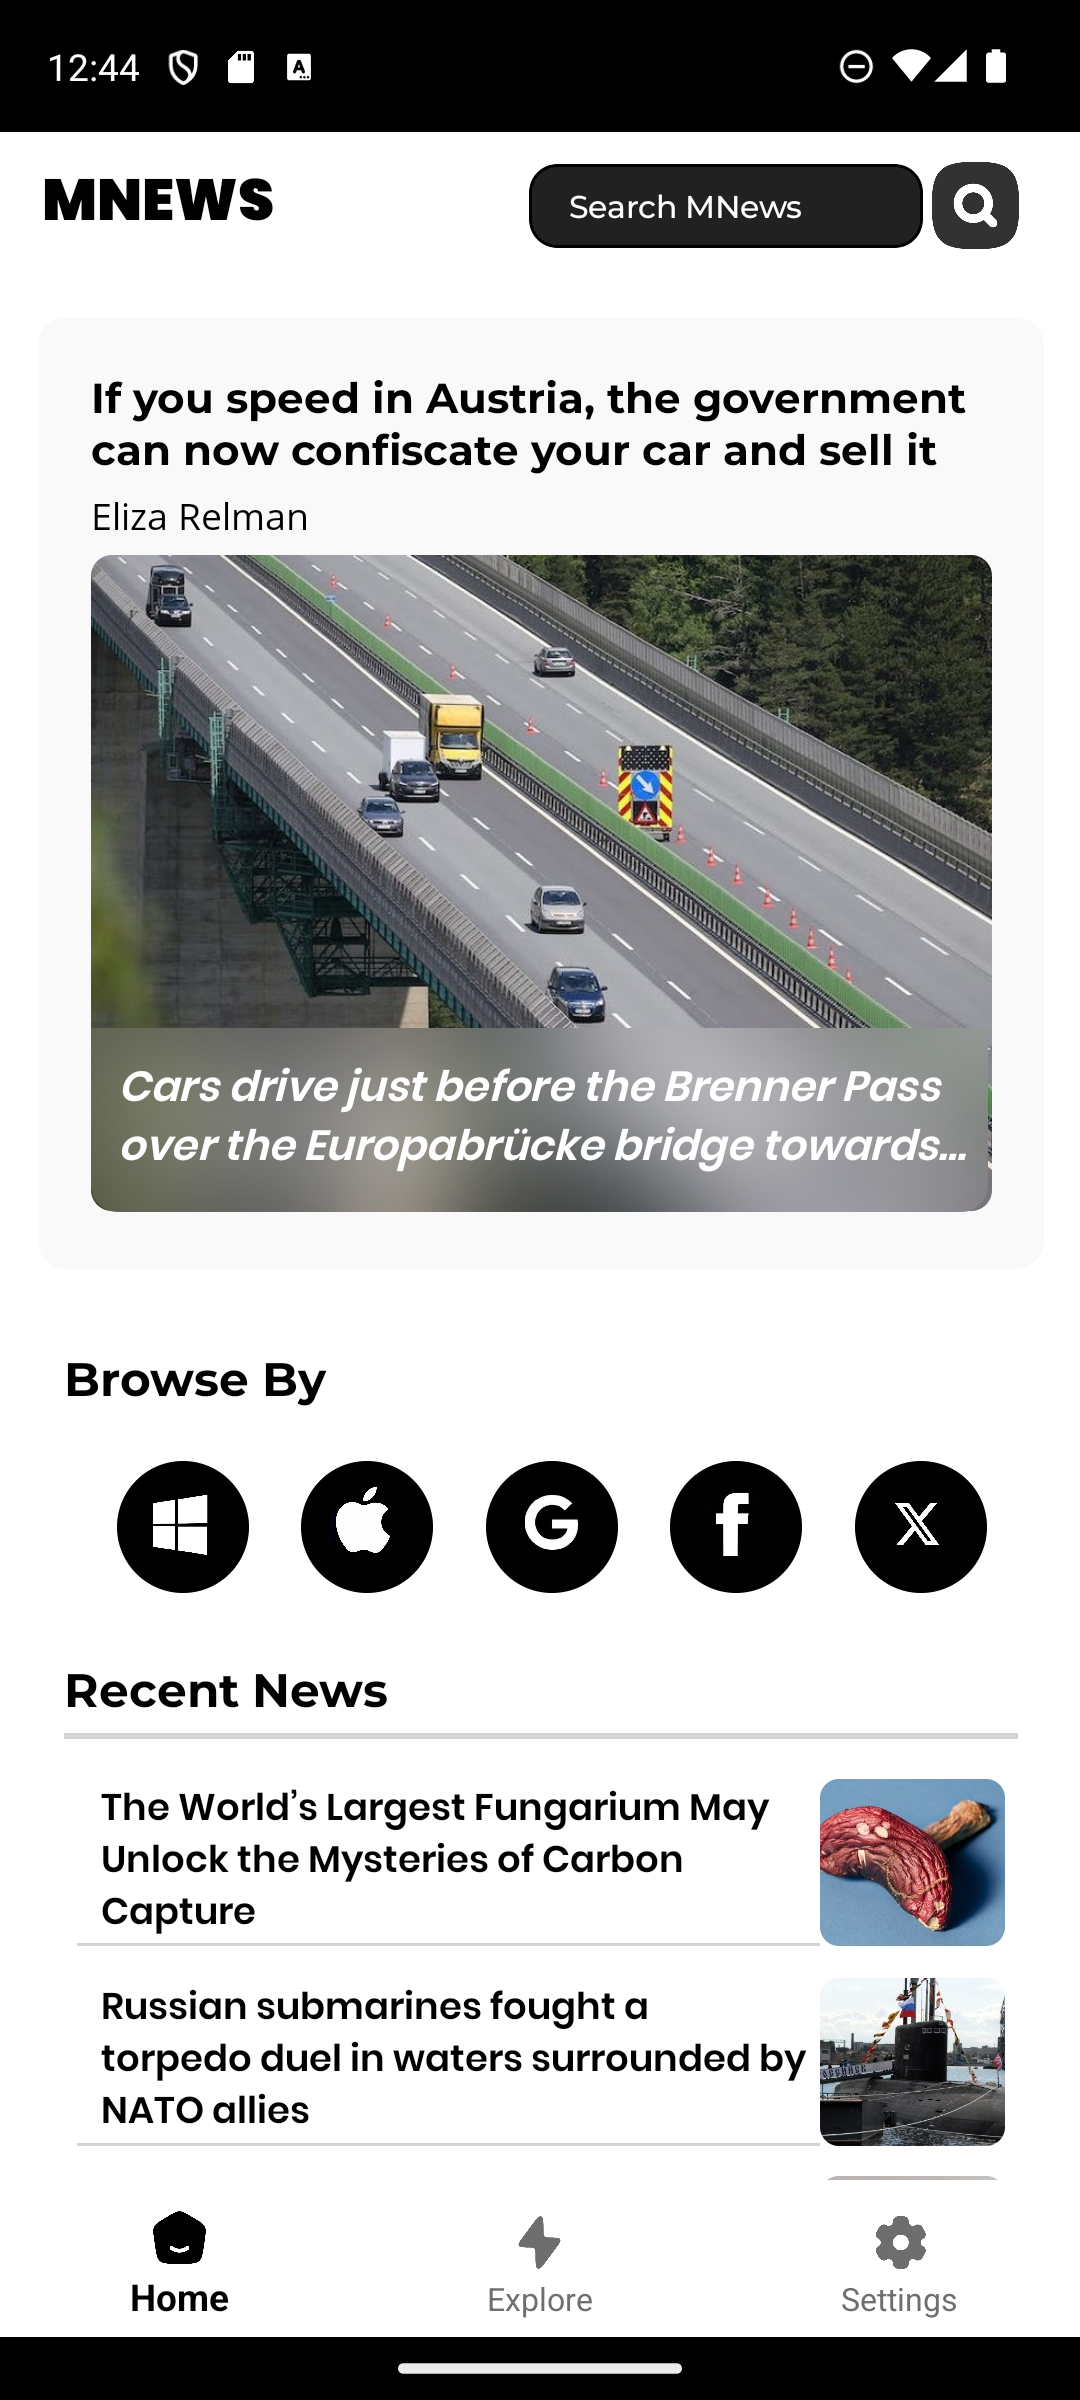 12:44
MNEWS
Search MNews
If you speed in Austria, the government
can now confiscate your car and sell it
Eliza Relman
Cars drive just before the Brenner Pass
over the Europabrücke bridge towards...
Browse By
Recent News
The World’s Largest Fungarium May
Unlock the Mysteries of Carbon
Capture
Russian submarines fought a
torpedo duel in waters surrounded by
NATO allies
Home
Explore
Settings